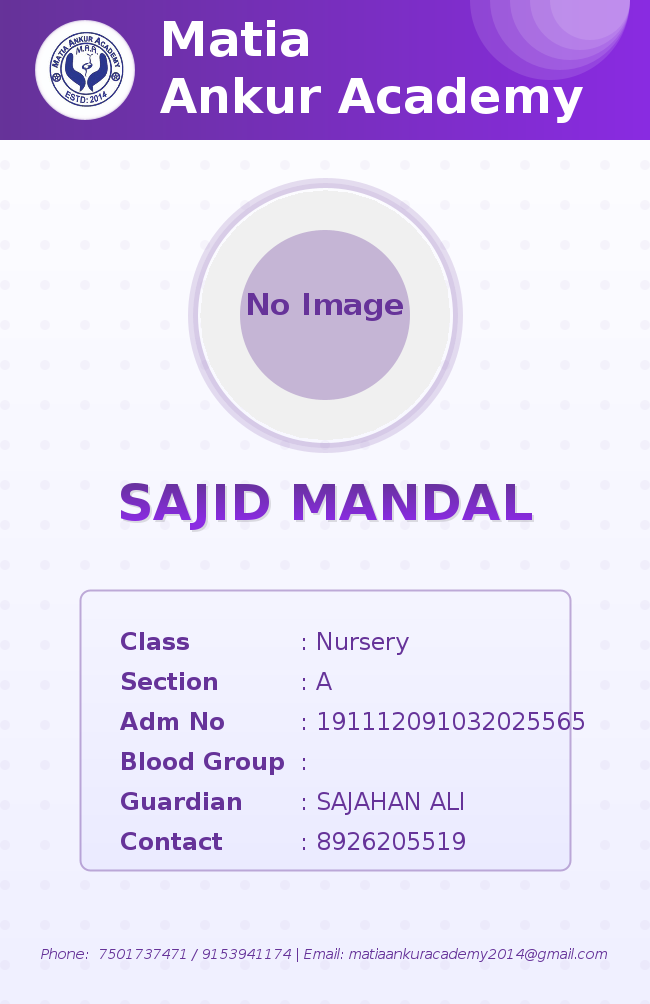 Matia
Ankur Academy
MATIA ANKUR ACADEMY
M.A.A.
ESTD: 2014
No Image
SAJID MANDAL
Class : Nursery
Section : A
Adm No : 191112091032025565
Blood Group :
Guardian : SAJAHAN ALI
Contact : 8926205519
Phone: 7501737471 / 9153941174 | Email: matiaankuracademy2014@gmail.com